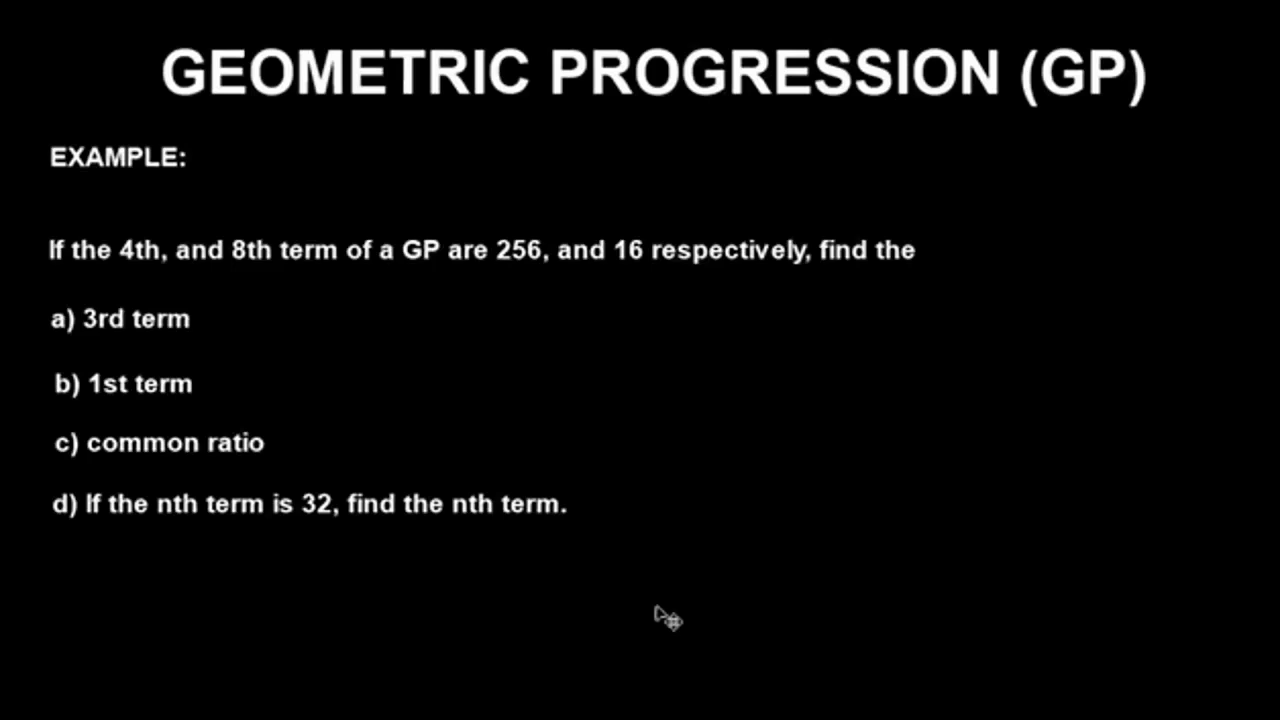 GEOMETRIC PROGRESSION (GP)
EXAMPLE:
If the 4th, and 8th term of a GP are 256, and 16 respectively, find the
a) 3rd term
b) 1st term
c) common ratio
d) If the nth term is 32, find the nth term.